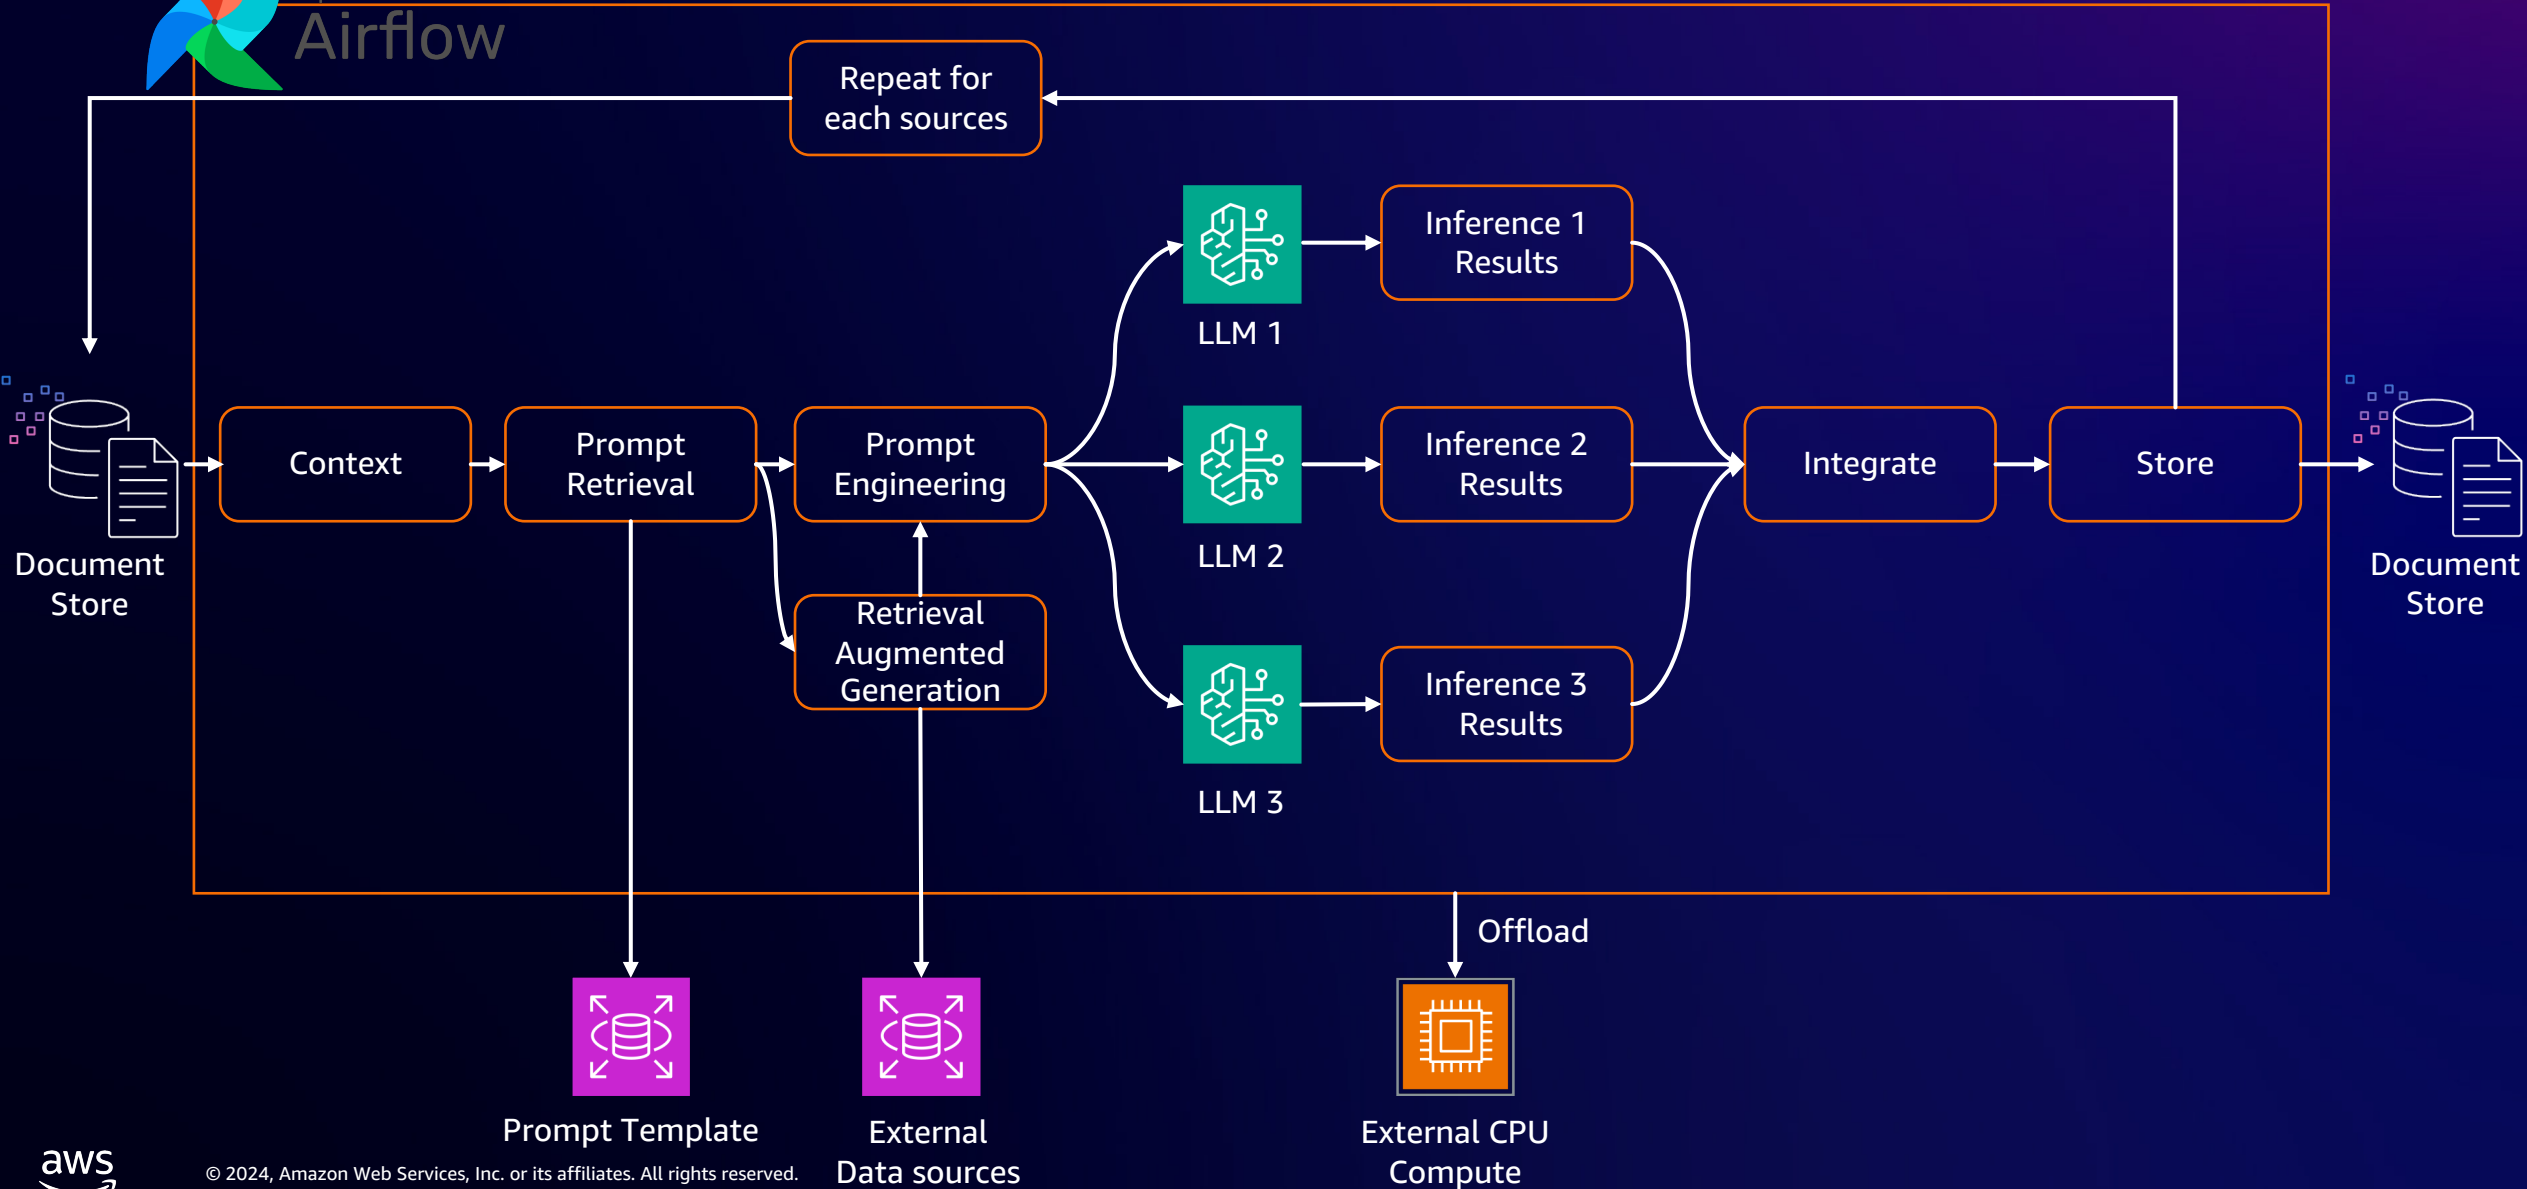 Airflow
Repeat for
each sources
Inference 1
Results
LLM 1
Context
Prompt
Retrieval
Prompt
Engineering
Inference 2
Results
Integrate
Store
LLM 2
Document
Store
Document
Store
Retrieval
Augmented
Generation
Inference 3
Results
LLM 3
Offload
Prompt Template
External
Data sources
External CPU
Compute
aws
© 2024, Amazon Web Services, Inc. or its affiliates. All rights reserved.